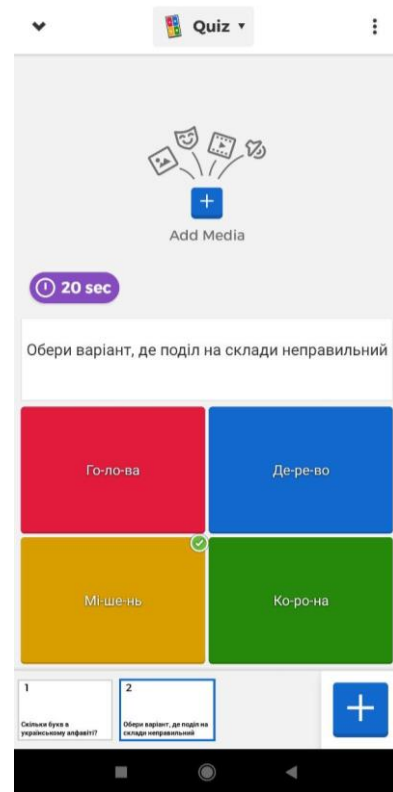 Quiz
Add Media
20 sec
Обери варіант, де поділ на склади неправильний
Го-ло-ва
Де-ре-во
Мі-ше-нь
Ко-ро-на
1
Скільки букв в
українському алфавіті?
2
Обери варіант, де поділ на
склади неправильний